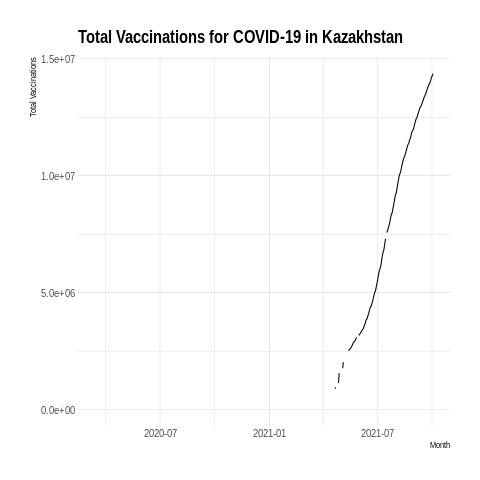 Total Vaccinations for COVID-19 in Kazakhstan
Total Vaccinations
1.5e+07
1.0e+07
5.0e+06
0.0e+00
2020-07
2021-01
2021-07
Month